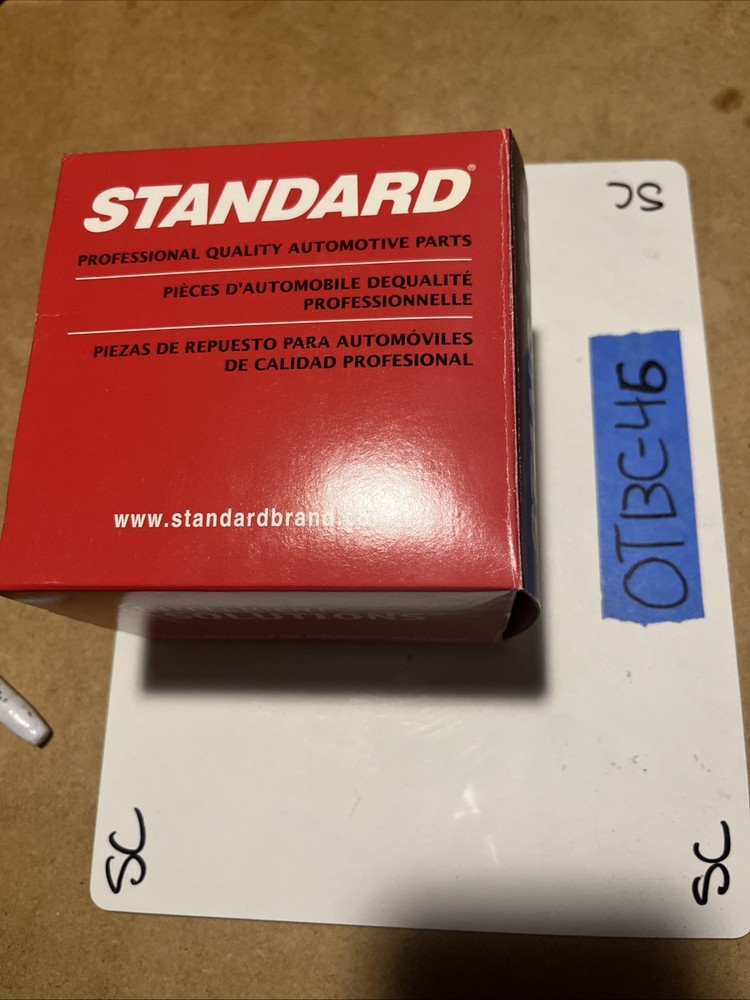 STANDARD®
PROFESSIONAL QUALITY AUTOMOTIVE PARTS
PIÈCES D'AUTOMOBILE DEQUALITÉ
PROFESSIONNELLE
PIEZAS DE REPUESTO PARA AUTOMÓVILES
DE CALIDAD PROFESIONAL
www.standardbrand
SOLUTIONS
SC
OTBC-46
SC
SC